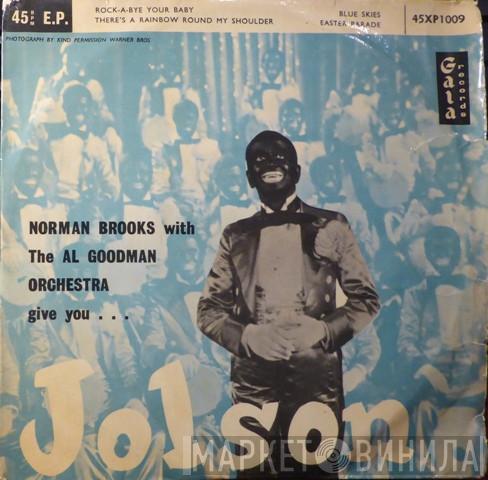 45 R.P.M. E.P.
ROCK-A-BYE YOUR BABY
THERE'S A RAINBOW ROUND MY SHOULDER
BLUE SKIES
EASTER PARADE
45XP1009
PHOTOGRAPH BY KIND PERMISSION WARNER BROS
Gala
records
NORMAN BROOKS with
The AL GOODMAN
ORCHESTRA
give you . . .
Jolson
МАРКЕТ ВИНИЛА